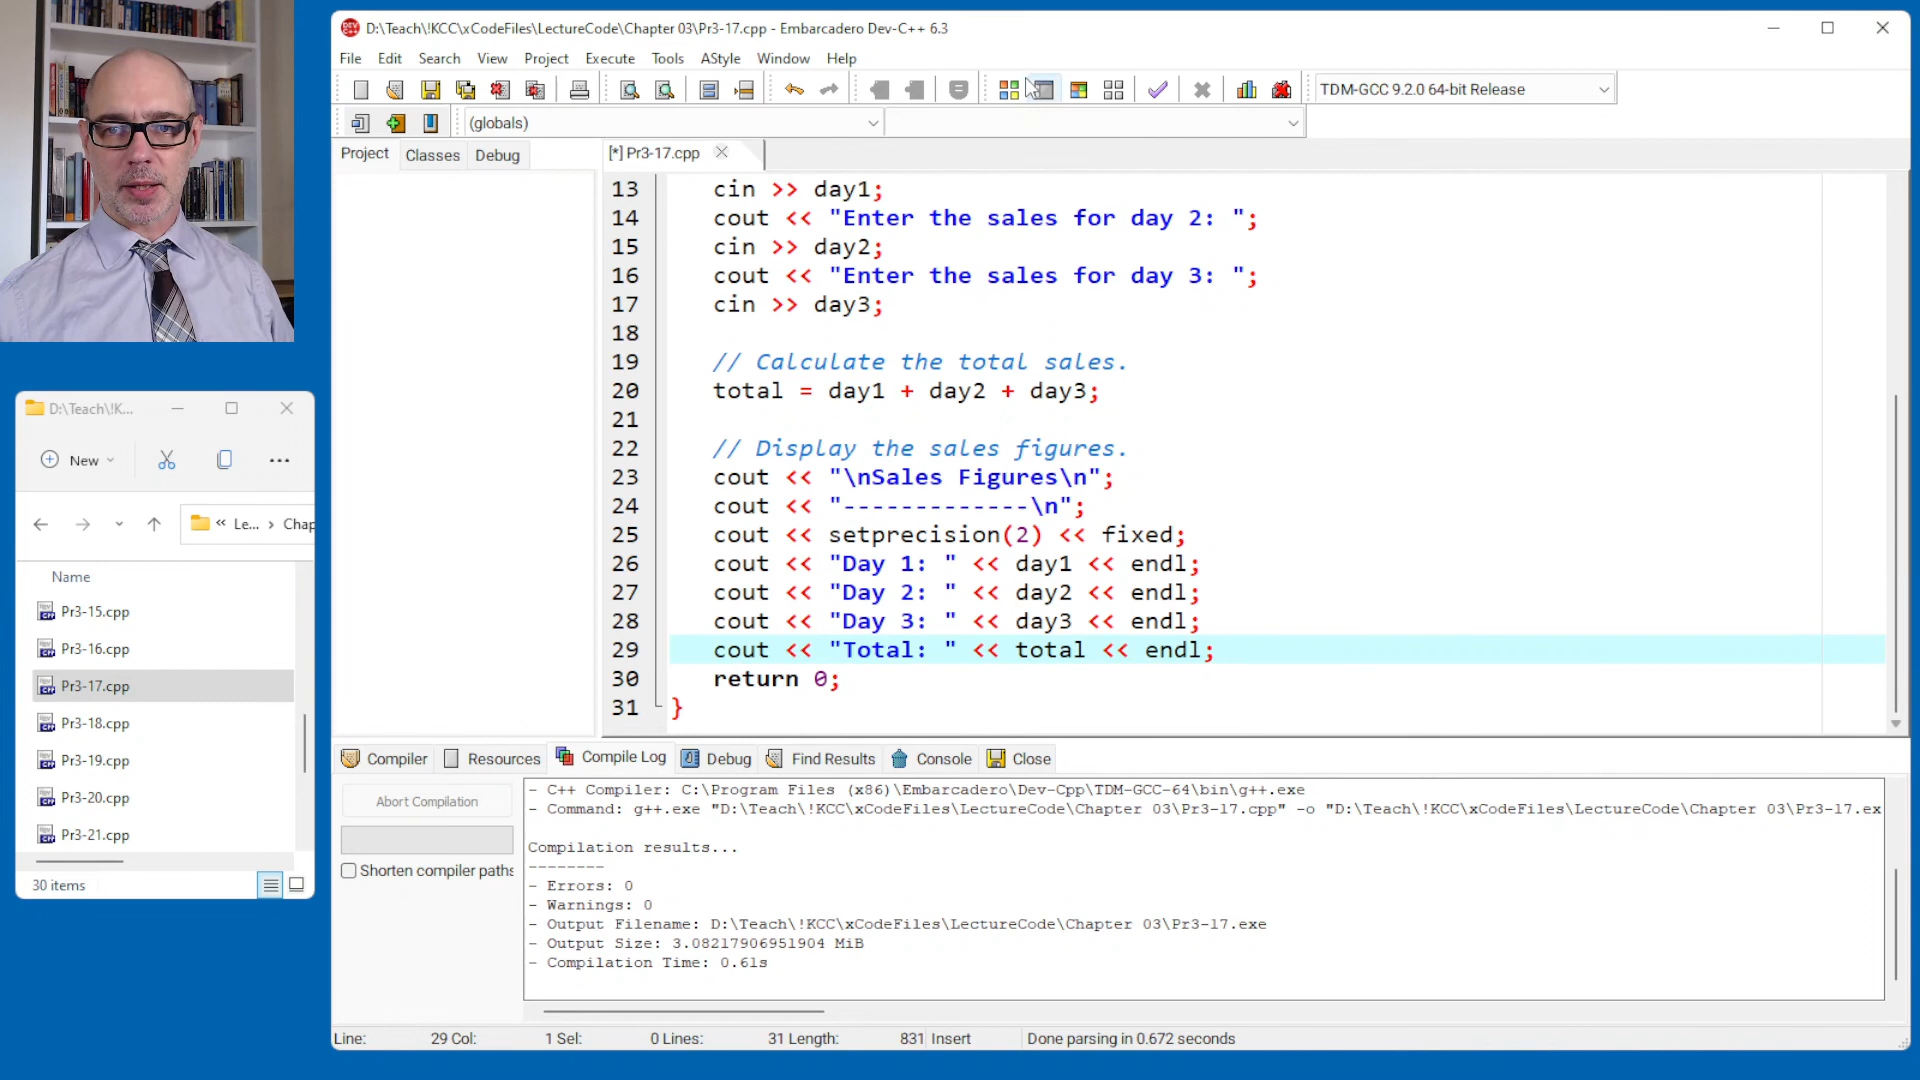 D:\Teach\!KCC\xCodeFiles\LectureCode\Chapter 03\Pr3-17.cpp - Embarcadero Dev-C++ 6.3
File Edit Search View Project Execute Tools AStyle Window Help
TDM-GCC 9.2.0 64-bit Release
(globals)
Project Classes Debug
[*] Pr3-17.cpp
13 cin >> day1;
14 cout << "Enter the sales for day 2: ";
15 cin >> day2;
16 cout << "Enter the sales for day 3: ";
17 cin >> day3;
18
19 // Calculate the total sales.
20 total = day1 + day2 + day3;
21
22 // Display the sales figures.
23 cout << "\nSales Figures\n";
24 cout << "-------------\n";
25 cout << setprecision(2) << fixed;
26 cout << "Day 1: " << day1 << endl;
27 cout << "Day 2: " << day2 << endl;
28 cout << "Day 3: " << day3 << endl;
29 cout << "Total: " << total << endl;
30 return 0;
31 }
D:\Teach\!K...
New
Le... > Chap
Name
Pr3-15.cpp
Pr3-16.cpp
Pr3-17.cpp
Pr3-18.cpp
Pr3-19.cpp
Pr3-20.cpp
Pr3-21.cpp
30 items
Compiler Resources Compile Log Debug Find Results Console Close
Abort Compilation
Shorten compiler paths
- C++ Compiler: C:\Program Files (x86)\Embarcadero\Dev-Cpp\TDM-GCC-64\bin\g++.exe
- Command: g++.exe "D:\Teach\!KCC\xCodeFiles\LectureCode\Chapter 03\Pr3-17.cpp" -o "D:\Teach\!KCC\xCodeFiles\LectureCode\Chapter 03\Pr3-17.ex
Compilation results...
--------
- Errors: 0
- Warnings: 0
- Output Filename: D:\Teach\!KCC\xCodeFiles\LectureCode\Chapter 03\Pr3-17.exe
- Output Size: 3.08217906951904 MiB
- Compilation Time: 0.61s
Line: 29 Col: 1 Sel: 0 Lines: 31 Length: 831 Insert Done parsing in 0.672 seconds